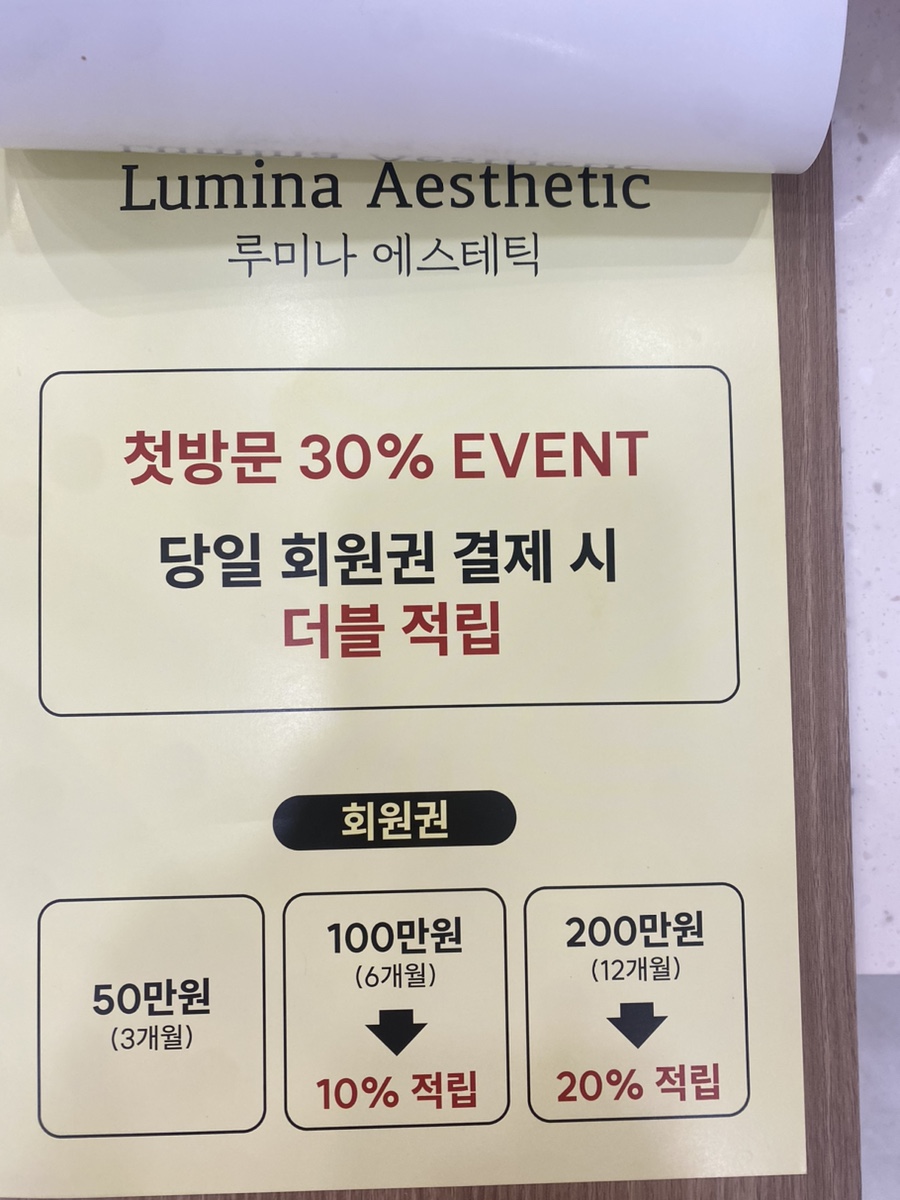 Lumina Aesthetic
루미나 에스테틱
첫방문 30% EVENT
당일 회원권 결제 시
더블 적립
회원권
50만원
(3개월)
100만원
(6개월)
10% 적립
200만원
(12개월)
20% 적립